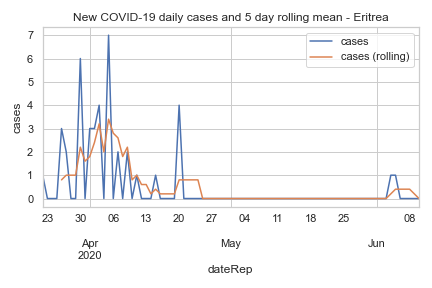 New COVID-19 daily cases and 5 day rolling mean - Eritrea
cases
cases (rolling)
7
6
5
4
3
2
1
0
cases
23 30 06 13 20 27 04 11 18 25 08
Apr May Jun
2020
dateRep